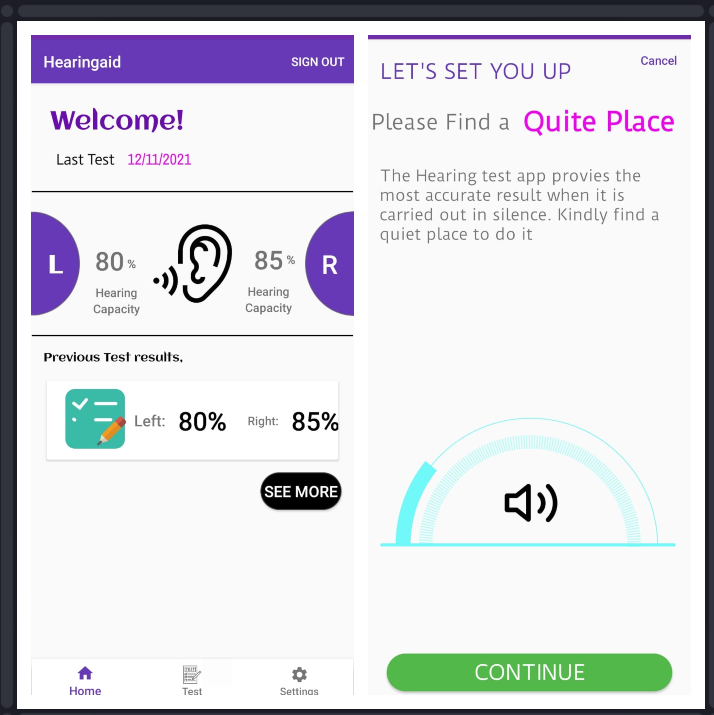 Hearingaid
SIGN OUT
Welcome!
Last Test 12/11/2021
L
80 %
Hearing
Capacity
85 %
Hearing
Capacity
R
Previous Test results,
Left: 80% Right: 85%
SEE MORE
Home
Test
Settings
LET'S SET YOU UP
Cancel
Please Find a Quite Place
The Hearing test app provies the
most accurate result when it is
carried out in silence. Kindly find a
quiet place to do it
CONTINUE